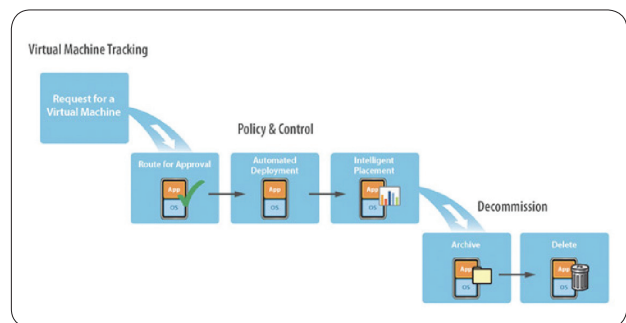 Virtual Machine Tracking
Request for a
Virtual Machine
Policy & Control
Route for Approval
Automated
Deployment
Intelligent
Placement
App
OS
App
OS
App
OS
Decommission
Archive
Delete
App
OS
App
OS